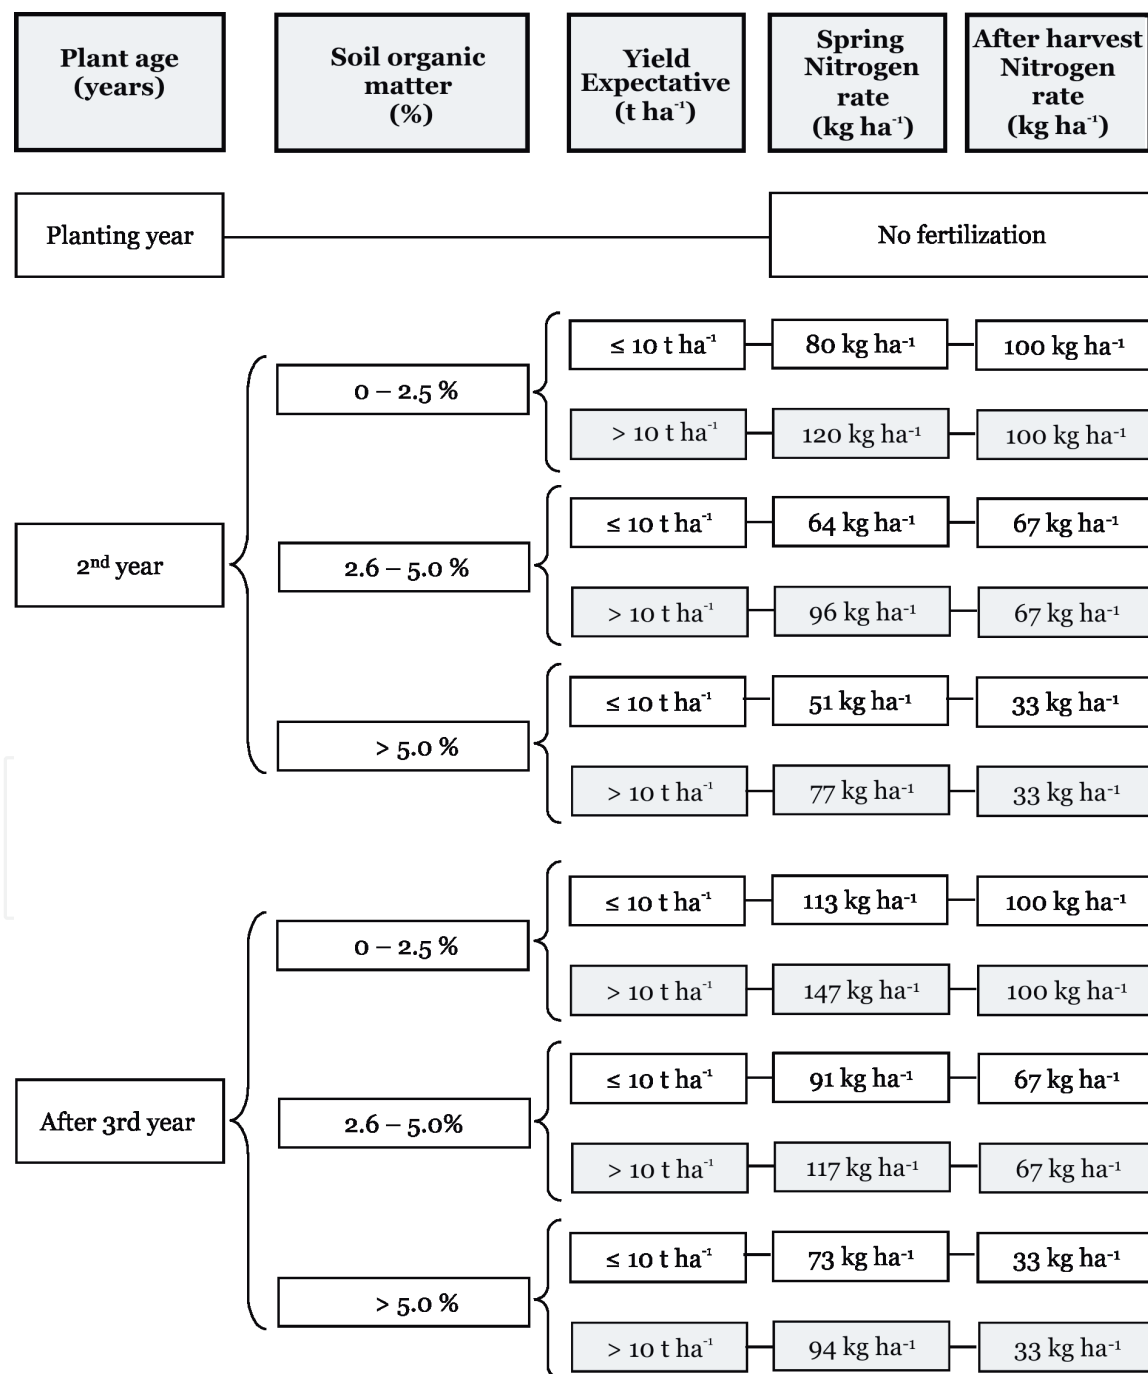 Plant age
(years)
Soil organic
matter
(%)
Yield
Expectative
(t ha⁻¹)
Spring
Nitrogen
rate
(kg ha⁻¹)
After harvest
Nitrogen
rate
(kg ha⁻¹)
Planting year
No fertilization
2ⁿᵈ year
0 – 2.5 %
≤ 10 t ha⁻¹
80 kg ha⁻¹
100 kg ha⁻¹
> 10 t ha⁻¹
120 kg ha⁻¹
100 kg ha⁻¹
2.6 – 5.0 %
≤ 10 t ha⁻¹
64 kg ha⁻¹
67 kg ha⁻¹
> 10 t ha⁻¹
96 kg ha⁻¹
67 kg ha⁻¹
> 5.0 %
≤ 10 t ha⁻¹
51 kg ha⁻¹
33 kg ha⁻¹
> 10 t ha⁻¹
77 kg ha⁻¹
33 kg ha⁻¹
After 3rd year
0 – 2.5 %
≤ 10 t ha⁻¹
113 kg ha⁻¹
100 kg ha⁻¹
> 10 t ha⁻¹
147 kg ha⁻¹
100 kg ha⁻¹
2.6 – 5.0%
≤ 10 t ha⁻¹
91 kg ha⁻¹
67 kg ha⁻¹
> 10 t ha⁻¹
117 kg ha⁻¹
67 kg ha⁻¹
> 5.0 %
≤ 10 t ha⁻¹
73 kg ha⁻¹
33 kg ha⁻¹
> 10 t ha⁻¹
94 kg ha⁻¹
33 kg ha⁻¹